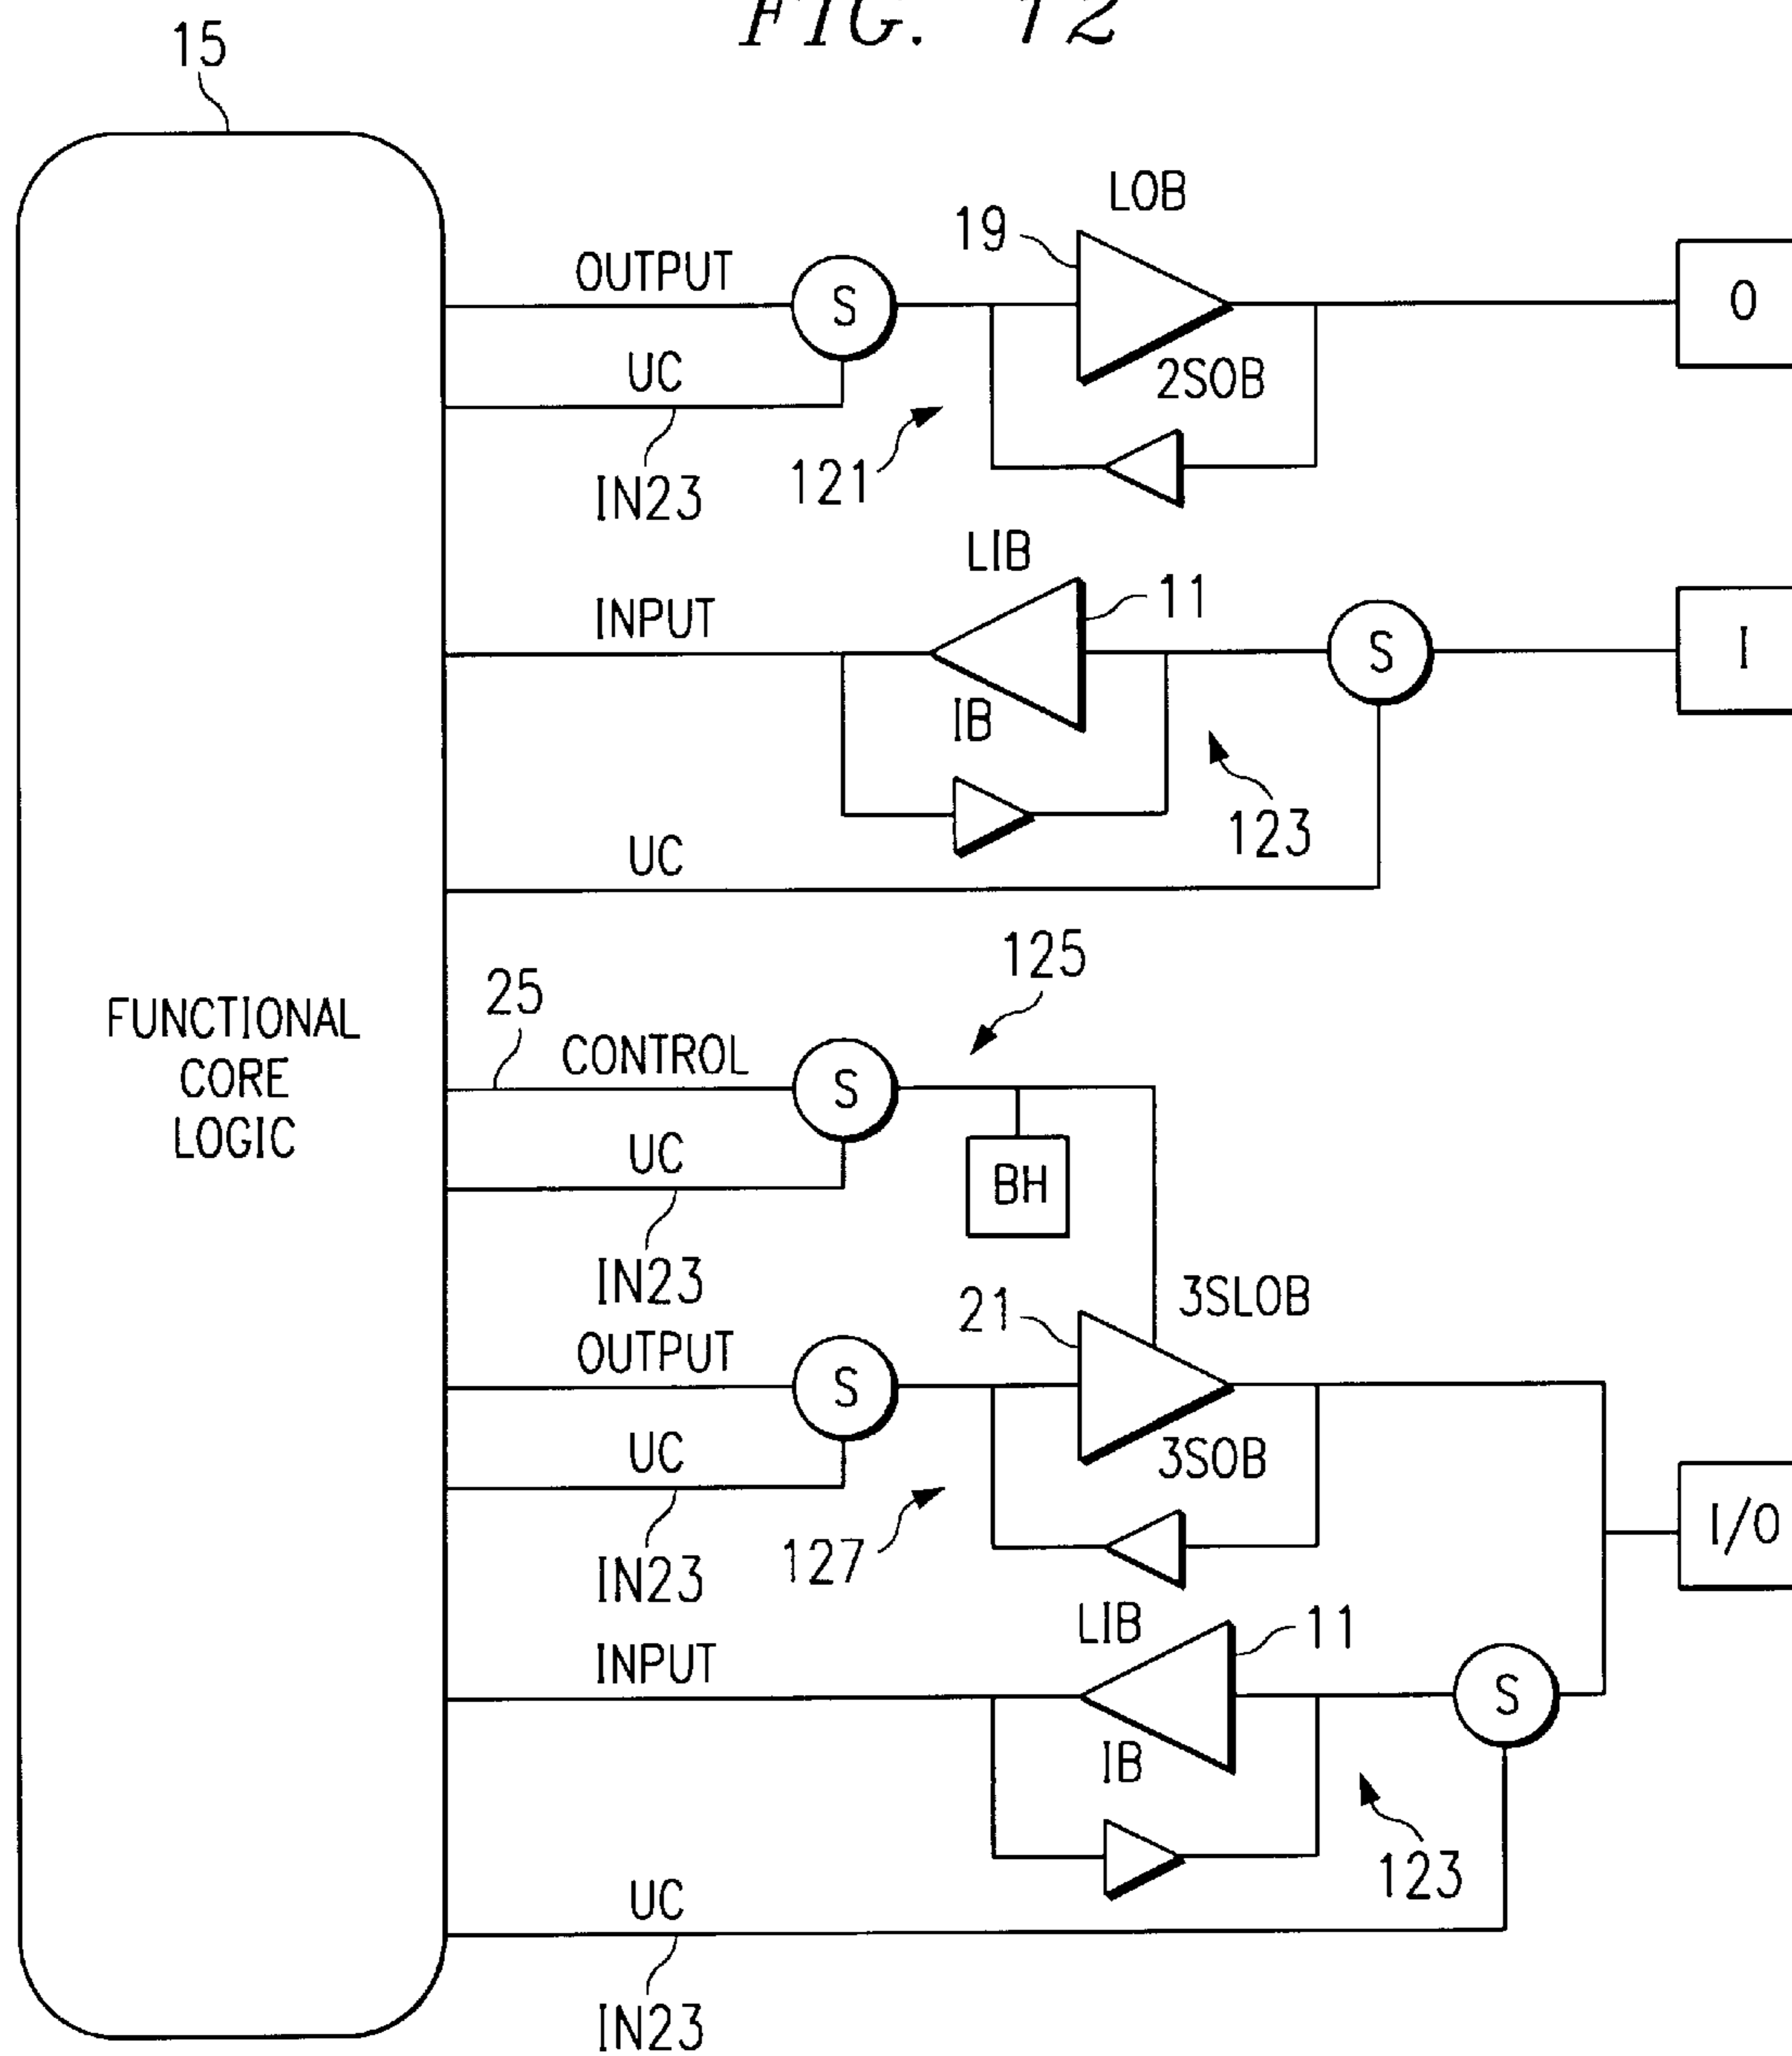 FIG. 12
15
LOB
19
OUTPUT
S
O
UC
2SOB
121
IN23
LIB
11
INPUT
S
I
IB
123
UC
125
25
CONTROL
S
FUNCTIONAL
CORE
LOGIC
UC
BH
IN23
3SLOB
21
OUTPUT
S
UC
3SOB
I/O
127
IN23
LIB
11
INPUT
S
IB
123
UC
IN23